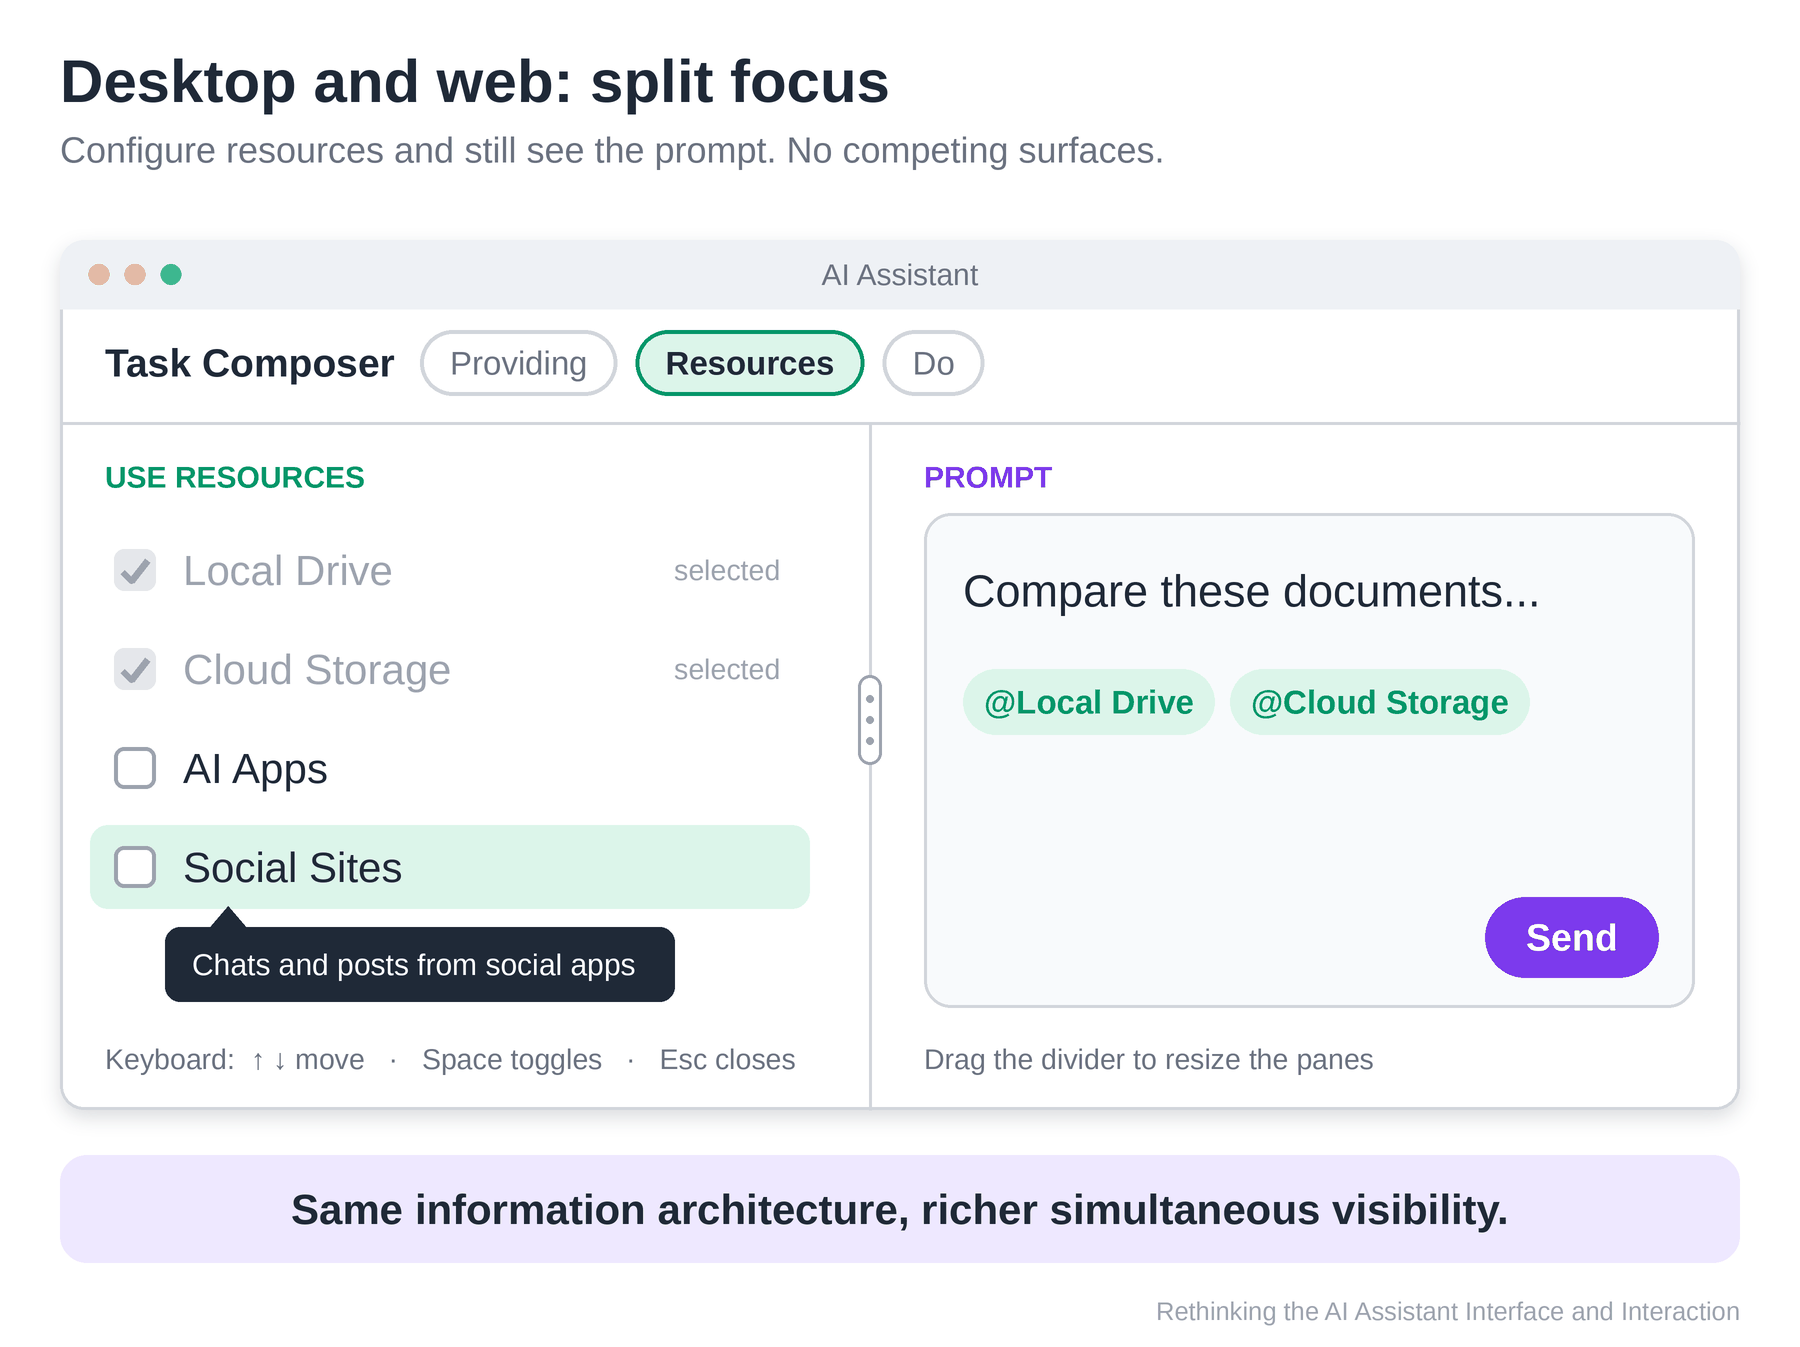 Desktop and web: split focus
Configure resources and still see the prompt. No competing surfaces.
AI Assistant
Task Composer Providing Resources Do
USE RESOURCES
Local Drive selected
Cloud Storage selected
AI Apps
Social Sites
Chats and posts from social apps
Keyboard: ↑ ↓ move · Space toggles · Esc closes
PROMPT
Compare these documents...
@Local Drive @Cloud Storage
Send
Drag the divider to resize the panes
Same information architecture, richer simultaneous visibility.
Rethinking the AI Assistant Interface and Interaction